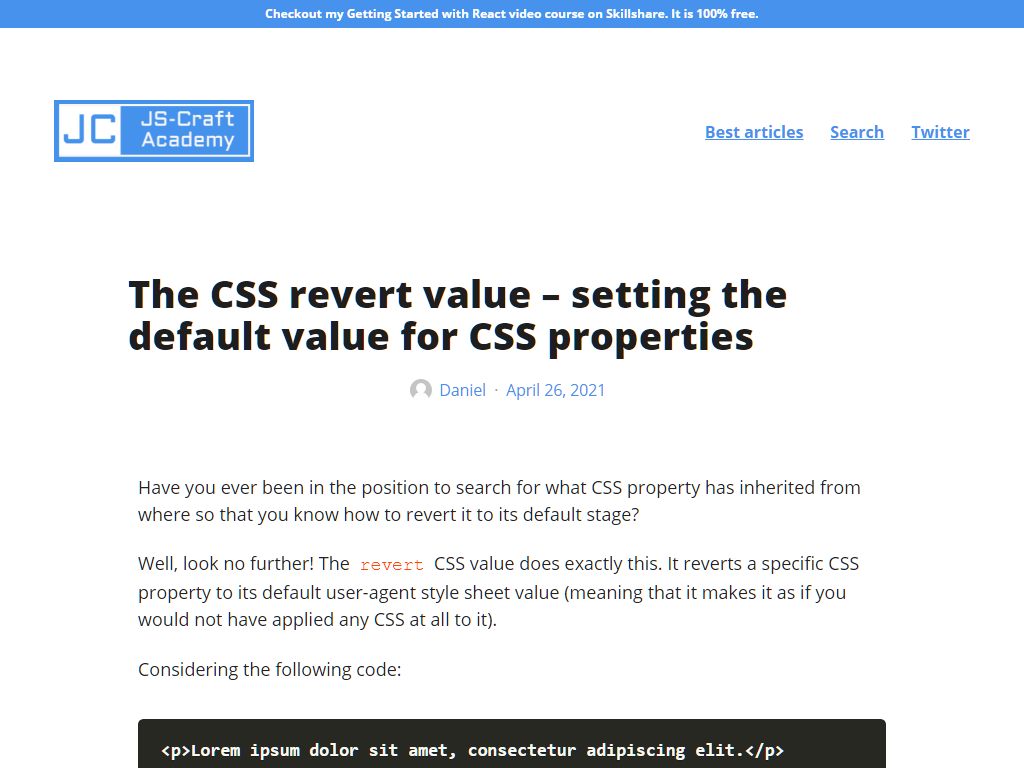 Checkout my Getting Started with React video course on Skillshare. It is 100% free.
JC JS-Craft
Academy
Best articles Search Twitter
The CSS revert value – setting the
default value for CSS properties
Daniel · April 26, 2021
Have you ever been in the position to search for what CSS property has inherited from
where so that you know how to revert it to its default stage?
Well, look no further! The revert CSS value does exactly this. It reverts a specific CSS
property to its default user-agent style sheet value (meaning that it makes it as if you
would not have applied any CSS at all to it).
Considering the following code:
<p>Lorem ipsum dolor sit amet, consectetur adipiscing elit.</p>